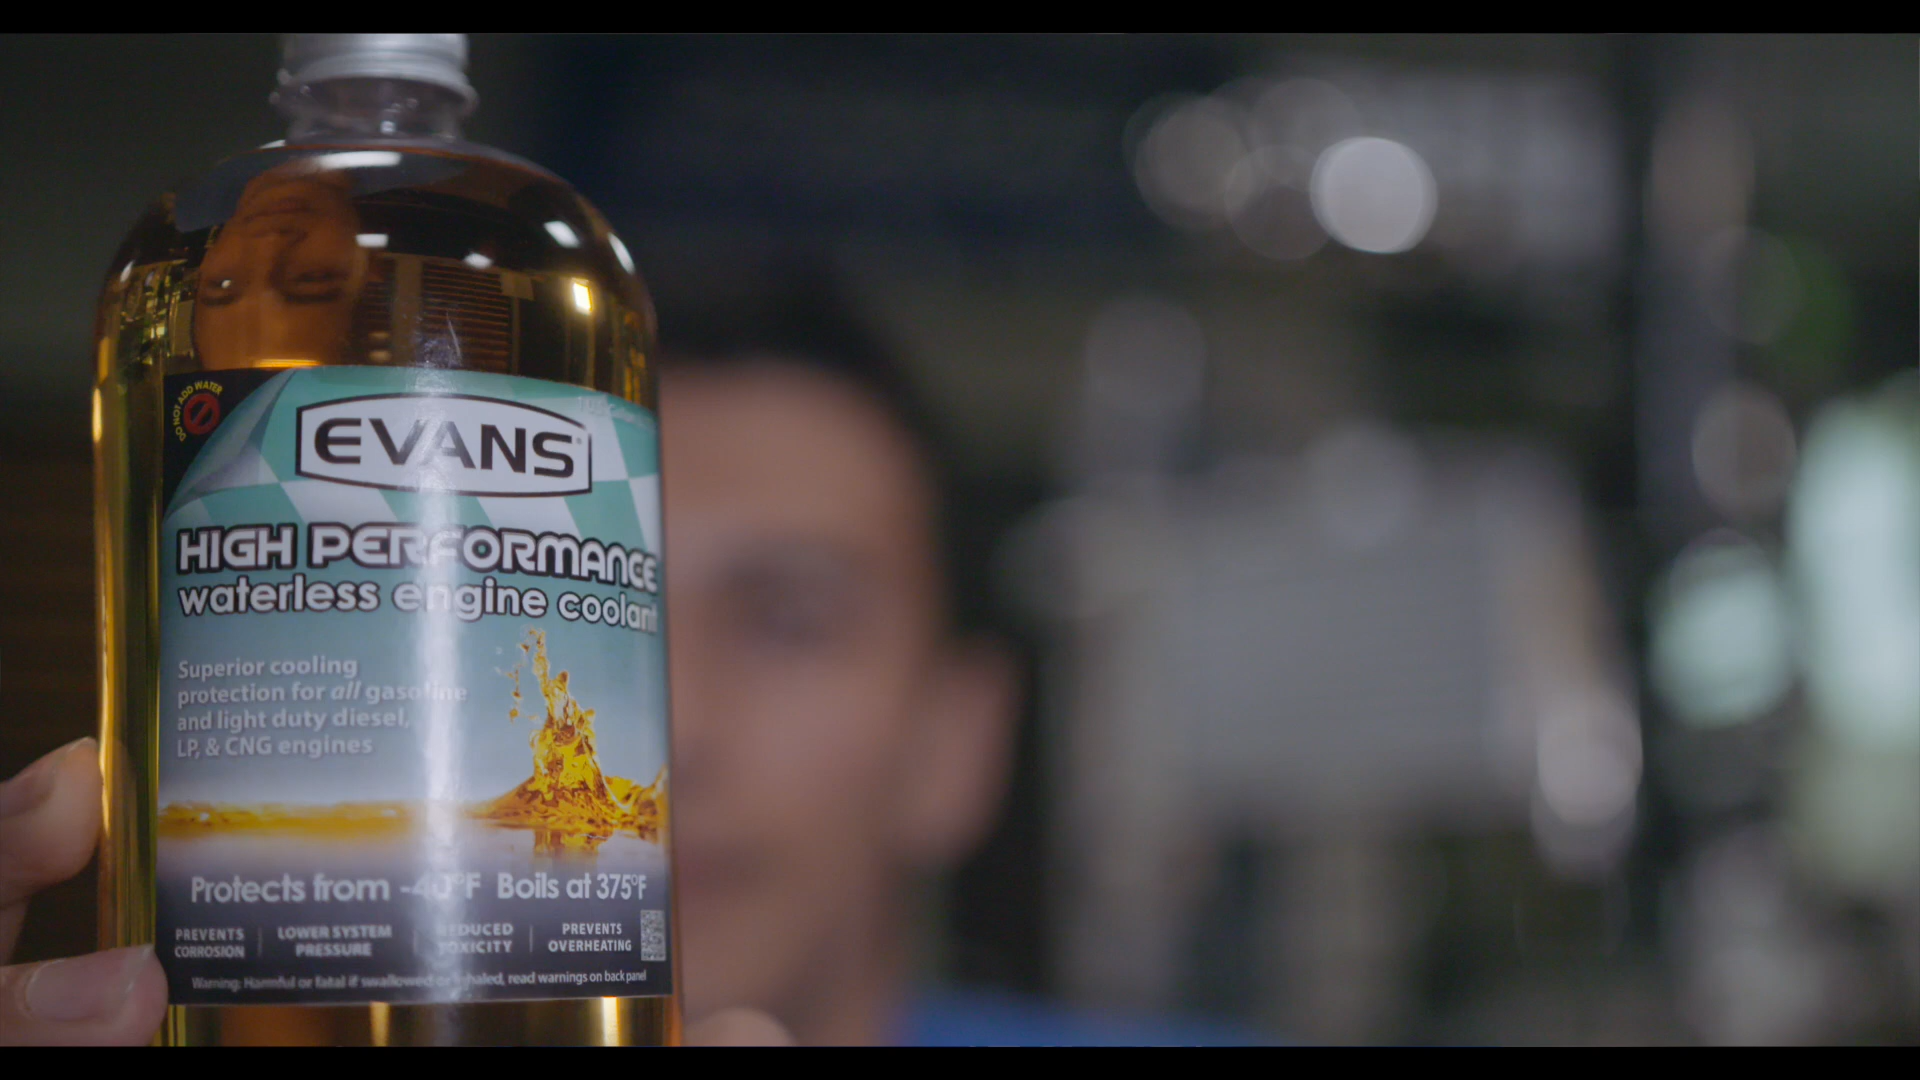 DO NOT ADD WATER
EVANS
HIGH PERFORMANCE
waterless engine coolant
Superior cooling
protection for all gasoline
and light duty diesel,
LP, & CNG engines
Protects from -40°F Boils at 375°F
PREVENTS
CORROSION
LOWER SYSTEM
PRESSURE
REDUCED
TOXICITY
PREVENTS
OVERHEATING
Warning: Harmful or fatal if swallowed or inhaled, read warnings on back panel